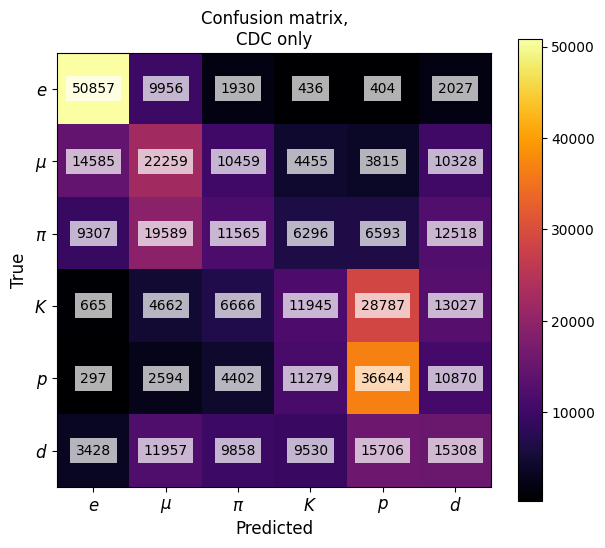 Confusion matrix,
CDC only
e 50857 9956 1930 436 404 2027
μ 14585 22259 10459 4455 3815 10328
π 9307 19589 11565 6296 6593 12518
K 665 4662 6666 11945 28787 13027
p 297 2594 4402 11279 36644 10870
d 3428 11957 9858 9530 15706 15308
e μ π K p d
True
Predicted
50000
40000
30000
20000
10000